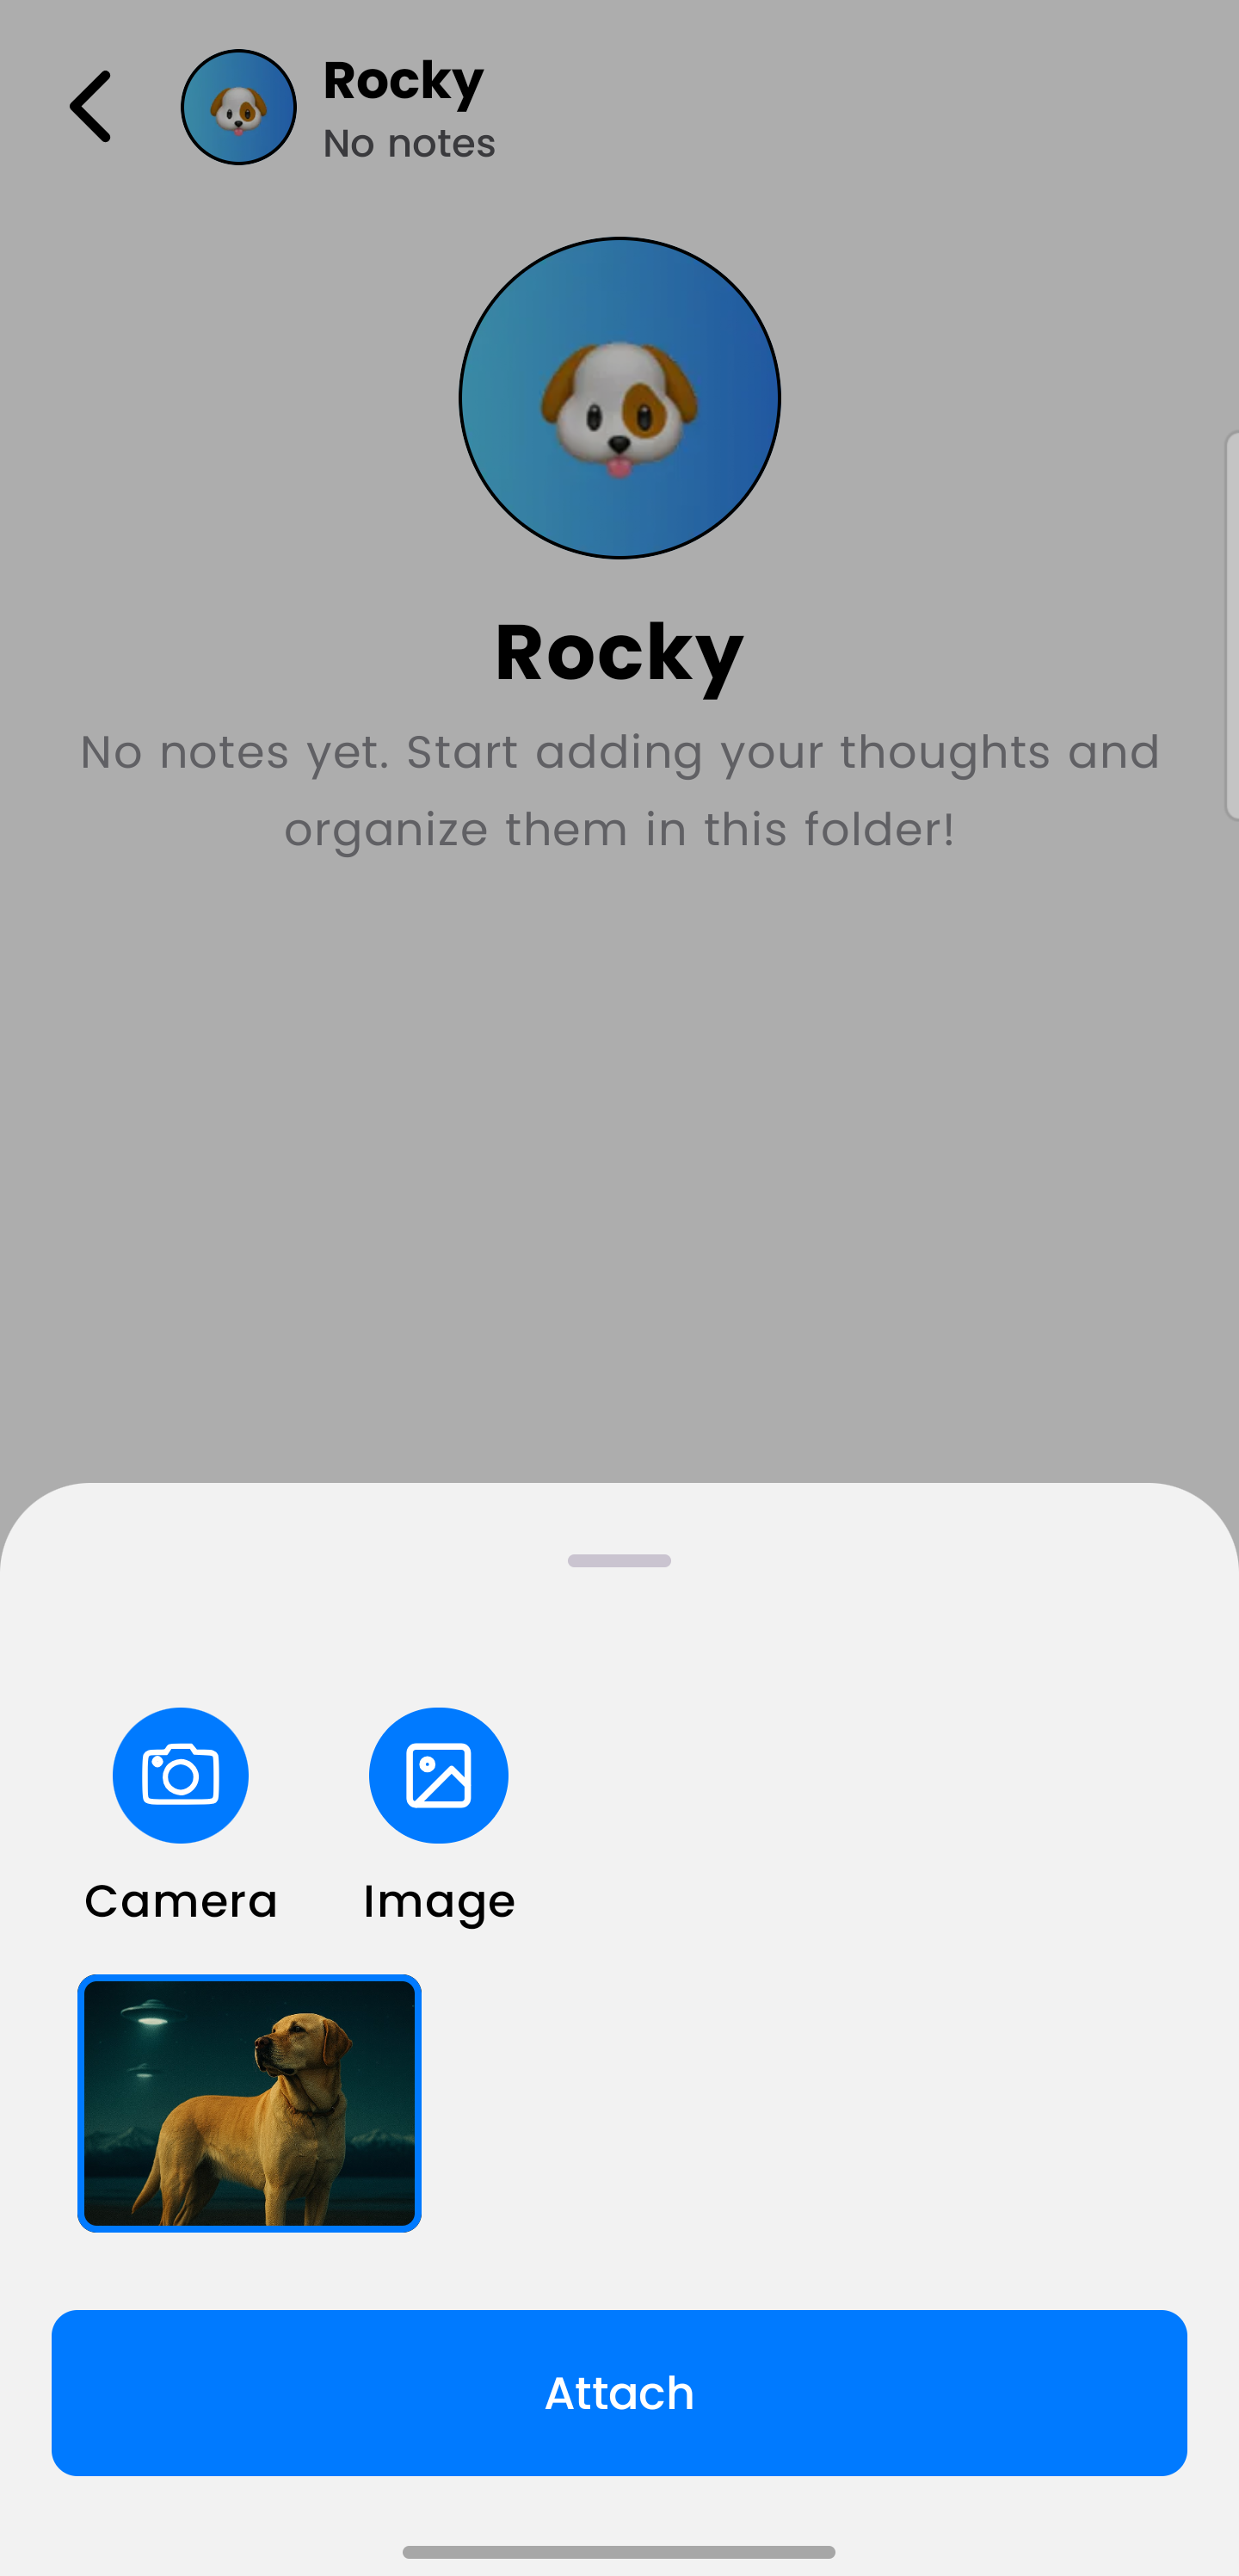 Rocky
No notes
Rocky
No notes yet. Start adding your thoughts and
organize them in this folder!
Camera
Image
Attach